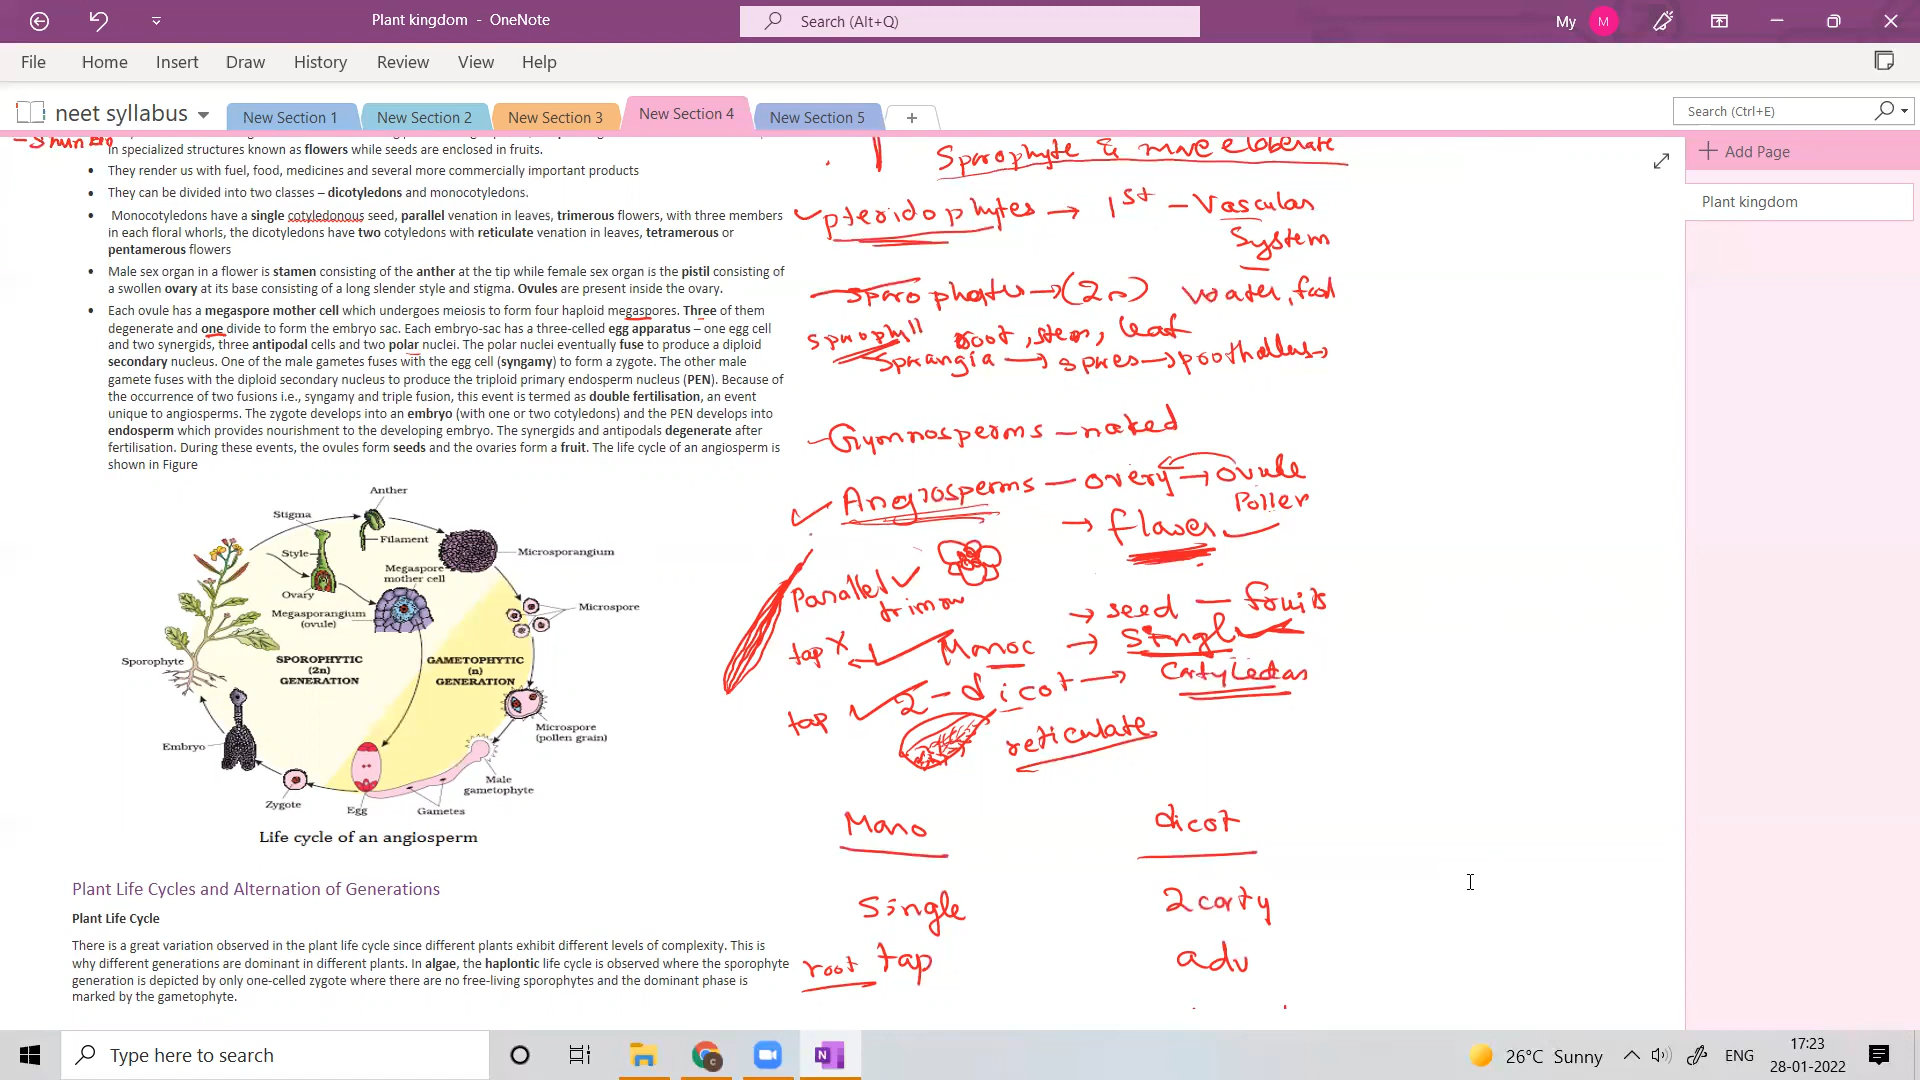 Plant kingdom - OneNote
Search (Alt+Q)
My M
File Home Insert Draw History Review View Help
neet syllabus New Section 1 New Section 2 New Section 3 New Section 4 New Section 5 +
Search (Ctrl+E)
Add Page
Plant kingdom
in specialized structures known as flowers while seeds are enclosed in fruits.
• They render us with fuel, food, medicines and several more commercially important products
• They can be divided into two classes – dicotyledons and monocotyledons.
• Monocotyledons have a single cotyledonous seed, parallel venation in leaves, trimerous flowers, with three members
in each floral whorls, the dicotyledons have two cotyledons with reticulate venation in leaves, tetramerous or
pentamerous flowers
• Male sex organ in a flower is stamen consisting of the anther at the tip while female sex organ is the pistil consisting of
a swollen ovary at its base consisting of a long slender style and stigma. Ovules are present inside the ovary.
• Each ovule has a megaspore mother cell which undergoes meiosis to form four haploid megaspores. Three of them
degenerate and one divide to form the embryo sac. Each embryo-sac has a three-celled egg apparatus – one egg cell
and two synergids, three antipodal cells and two polar nuclei. The polar nuclei eventually fuse to produce a diploid
secondary nucleus. One of the male gametes fuses with the egg cell (syngamy) to form a zygote. The other male
gamete fuses with the diploid secondary nucleus to produce the triploid primary endosperm nucleus (PEN). Because of
the occurrence of two fusions i.e., syngamy and triple fusion, this event is termed as double fertilisation, an event
unique to angiosperms. The zygote develops into an embryo (with one or two cotyledons) and the PEN develops into
endosperm which provides nourishment to the developing embryo. The synergids and antipodals degenerate after
fertilisation. During these events, the ovules form seeds and the ovaries form a fruit. The life cycle of an angiosperm is
shown in Figure
Anther
Stigma
Filament
Style
Microsporangium
Megaspore
mother cell
Ovary
Megasporangium
(ovule)
Microspore
Sporophyte
SPOROPHYTIC
(2n)
GENERATION
GAMETOPHYTIC
(n)
GENERATION
Microspore
(pollen grain)
Embryo
Male
gametophyte
Zygote
Egg
Gametes
Life cycle of an angiosperm
Plant Life Cycles and Alternation of Generations
Plant Life Cycle
There is a great variation observed in the plant life cycle since different plants exhibit different levels of complexity. This is
why different generations are dominant in different plants. In algae, the haplontic life cycle is observed where the sporophyte
generation is depicted by only one-celled zygote where there are no free-living sporophytes and the dominant phase is
marked by the gametophyte.
Sporophyte & more eloberate
pteridophytes → 1st - Vascular
System
→ (2n) water, food
sporophyll root, stem, leaf
Sporangia → spores →
Gymnosperms - naked
Angiosperms - overy → ovule
→ flower
Parallel
→ seed - fruits
tap X Monoc → Single
tap 2 - dicot →
reticulate
Mono dicot
Single 2 coty
root tap adv
Type here to search
26°C Sunny
ENG
17:23
28-01-2022